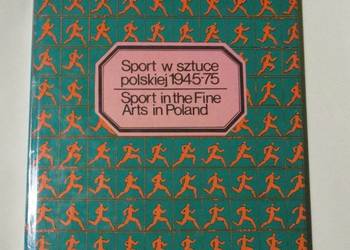 Sport w sztuce
polskiej 1945-75
Sport in the Fine
Arts in Poland